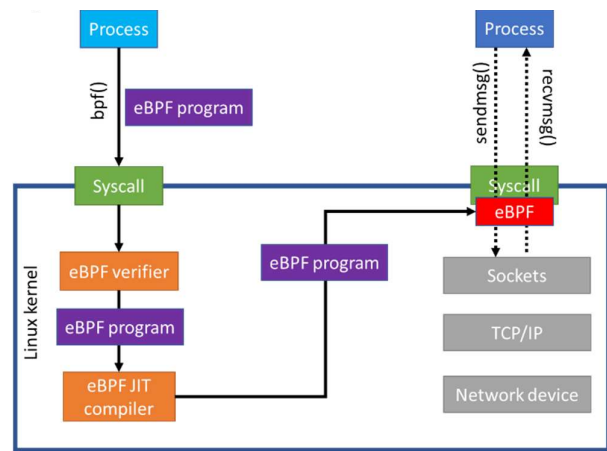 Process
Process
bpf()
eBPF program
sendmsg()
recvmsg()
Syscall
Syscall
eBPF
Linux kernel
eBPF verifier
eBPF program
eBPF program
Sockets
TCP/IP
eBPF JIT
compiler
Network device